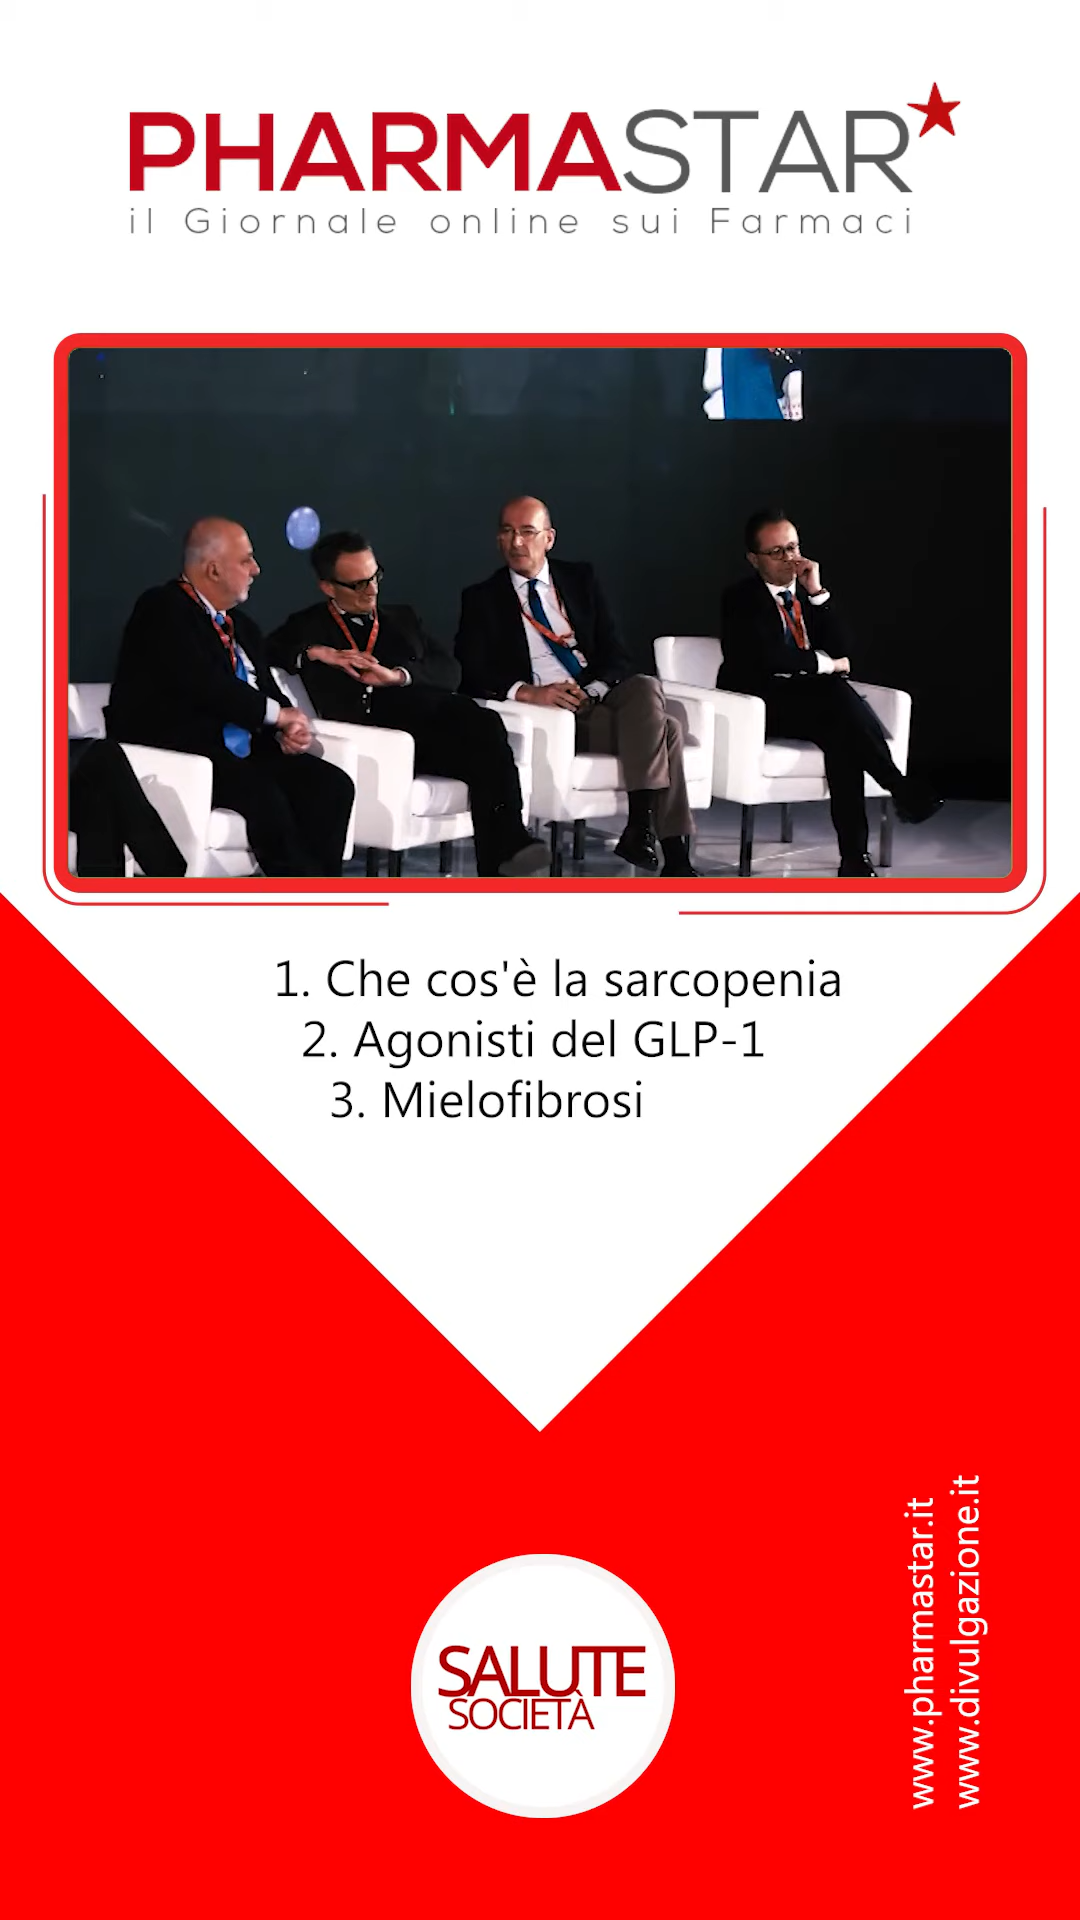 PHARMASTAR
il Giornale online sui Farmaci
1. Che cos'è la sarcopenia
2. Agonisti del GLP-1
3. Mielofibrosi
SALUTE
SOCIETÀ
www.pharmastar.it
www.divulgazione.it